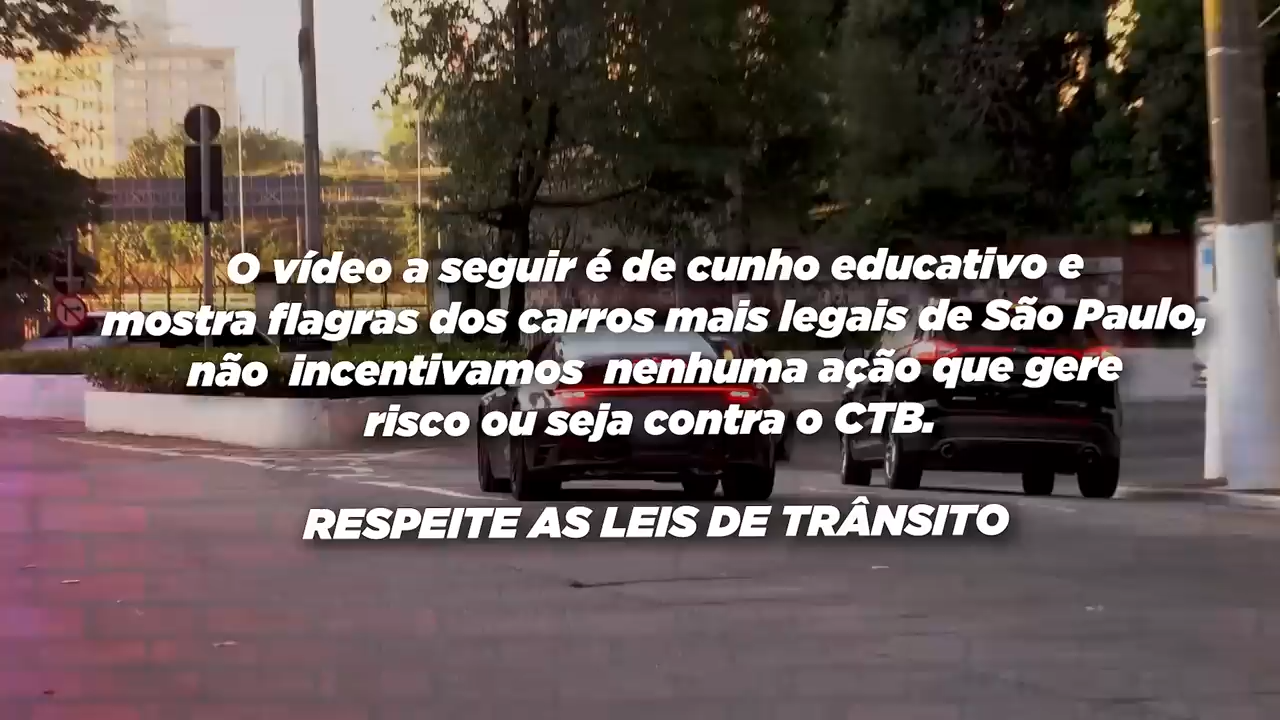 O vídeo a seguir é de cunho educativo e
mostra flagras dos carros mais legais de São Paulo,
não incentivamos nenhuma ação que gere
risco ou seja contra o CTB.
RESPEITE AS LEIS DE TRÂNSITO